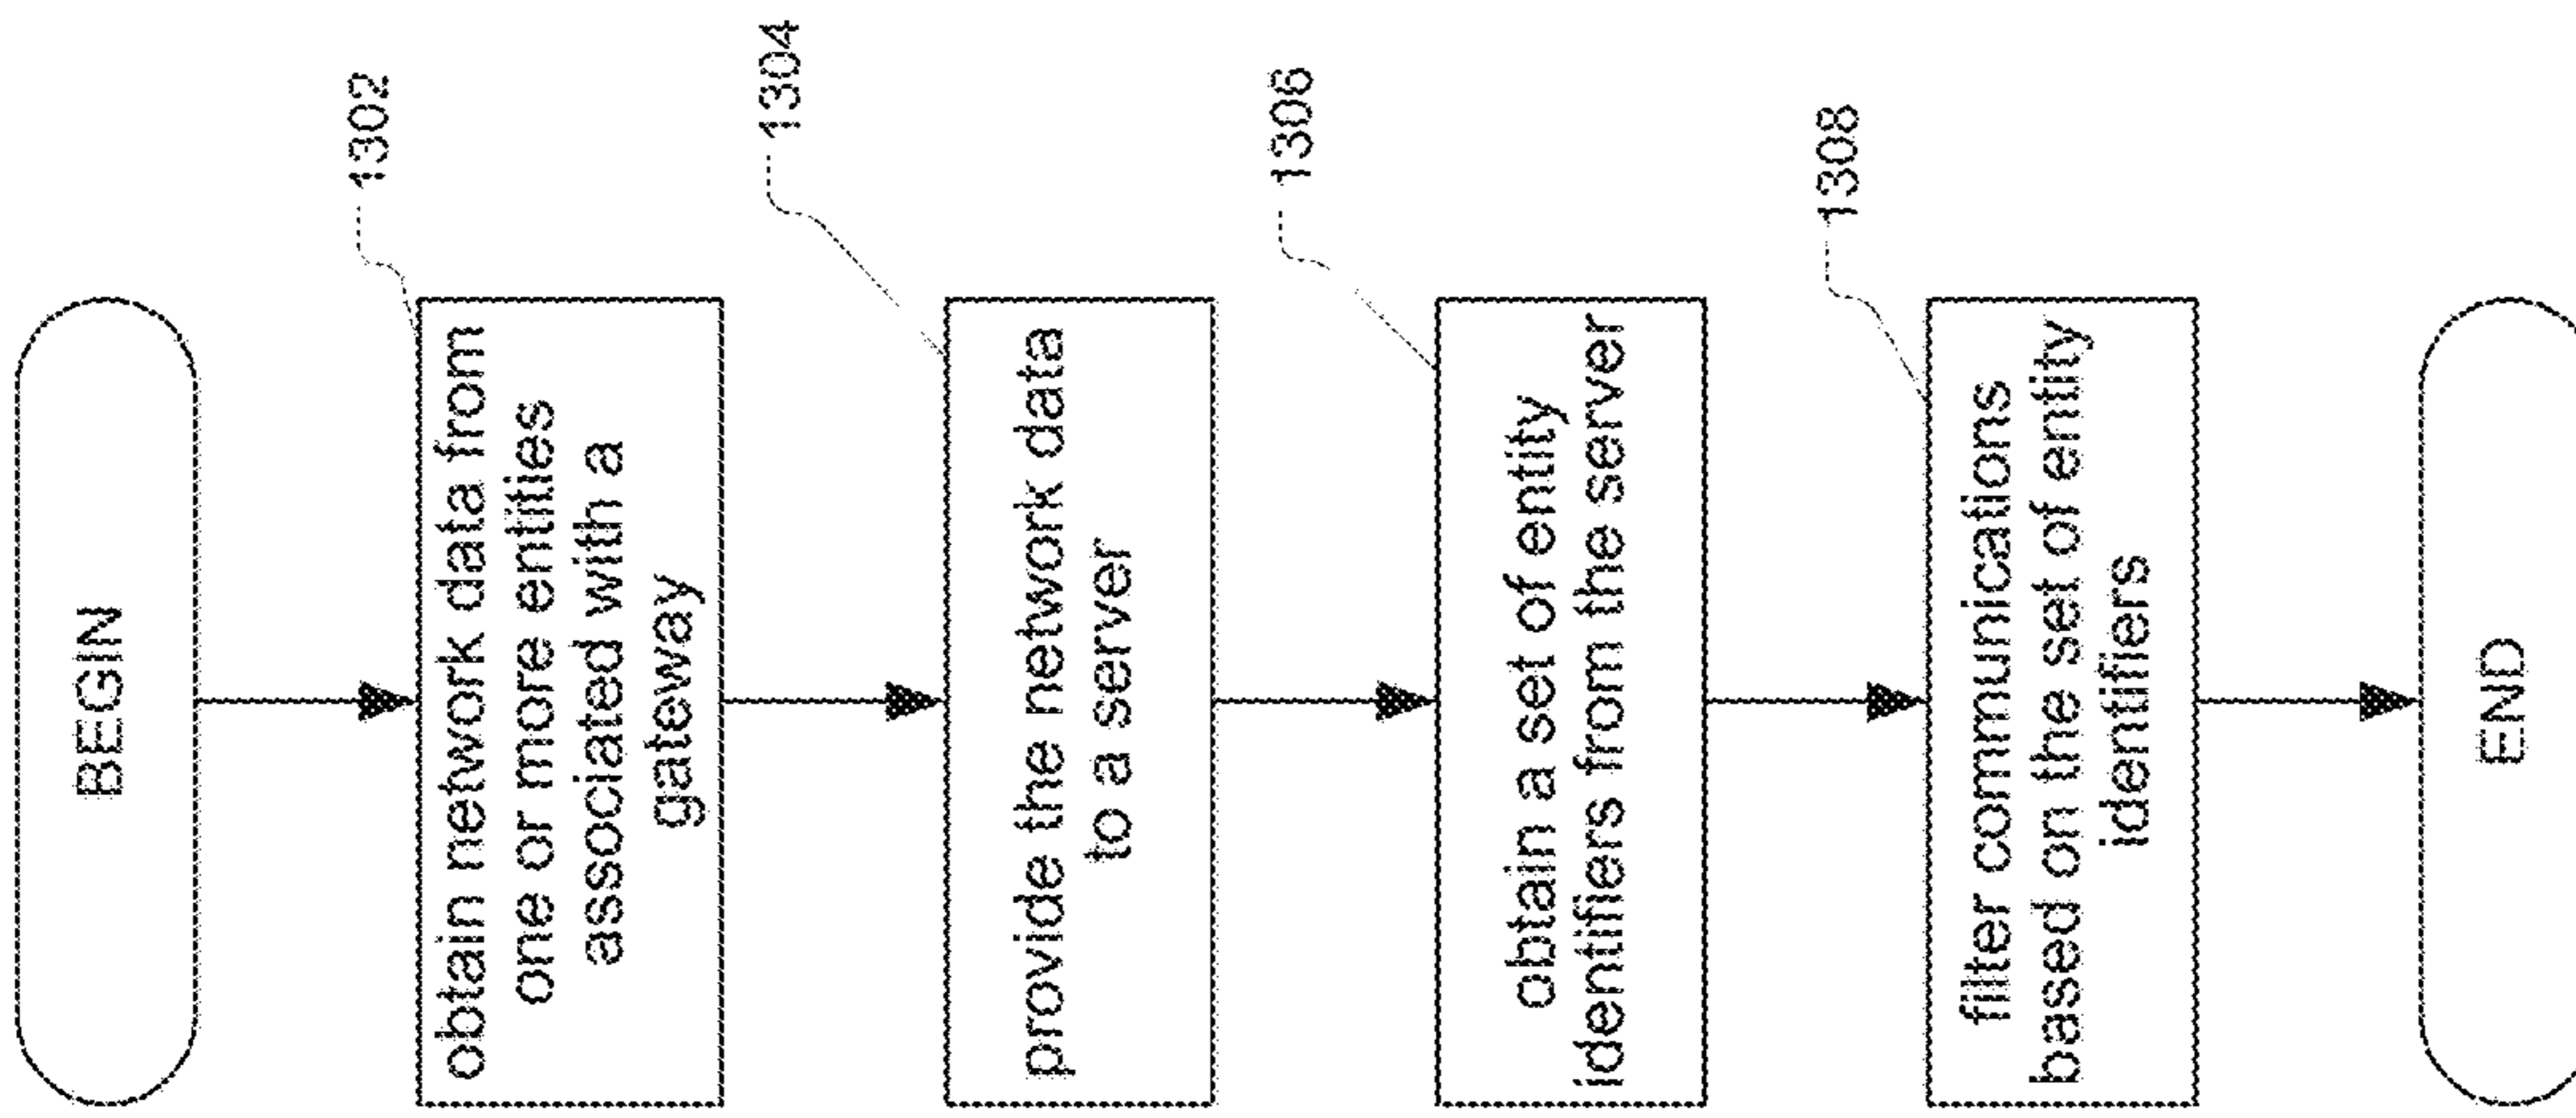 BEGIN
1302
obtain network data from
one or more entities
associated with a
gateway
1304
provide the network data
to a server
1306
obtain a set of entity
identifiers from the server
1308
filter communications
based on the set of entity
identifiers
END